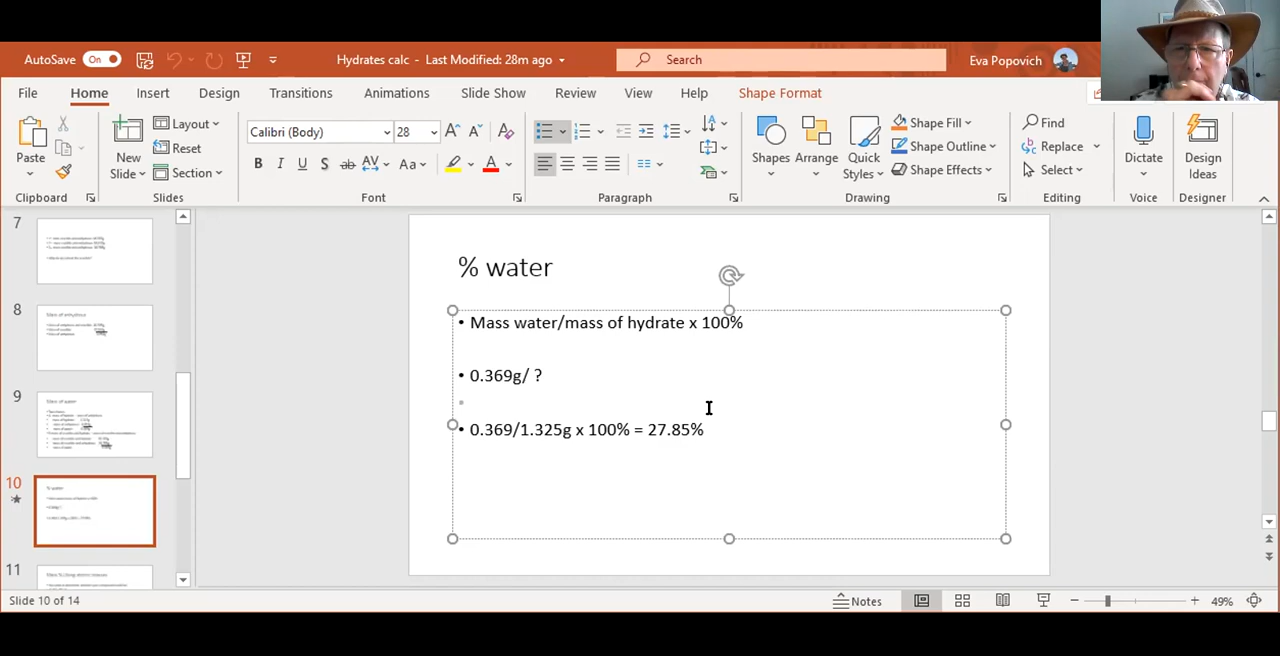 AutoSave On
Hydrates calc - Last Modified: 28m ago
Search
Eva Popovich
File Home Insert Design Transitions Animations Slide Show Review View Help Shape Format
Paste
Clipboard
New Slide
Layout
Reset
Section
Slides
Calibri (Body) 28
B I U S ab AV Aa A A
Font
Paragraph
Shapes
Arrange
Quick Styles
Shape Fill
Shape Outline
Shape Effects
Drawing
Find
Replace
Select
Editing
Dictate
Voice
Design Ideas
Designer
7
8
9
10
11
% water
• Mass water/mass of hydrate x 100%
• 0.369g/ ?
•
• 0.369/1.325g x 100% = 27.85%
Slide 10 of 14
Notes
49%